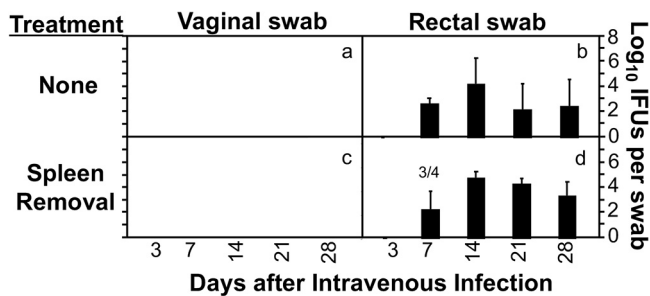 Treatment Vaginal swab Rectal swab
None a b
8
6
4
2
0
Spleen Removal c d
3/4
6
4
2
0
Log10 IFUs per swab
3 7 14 21 28 3 7 14 21 28
Days after Intravenous Infection